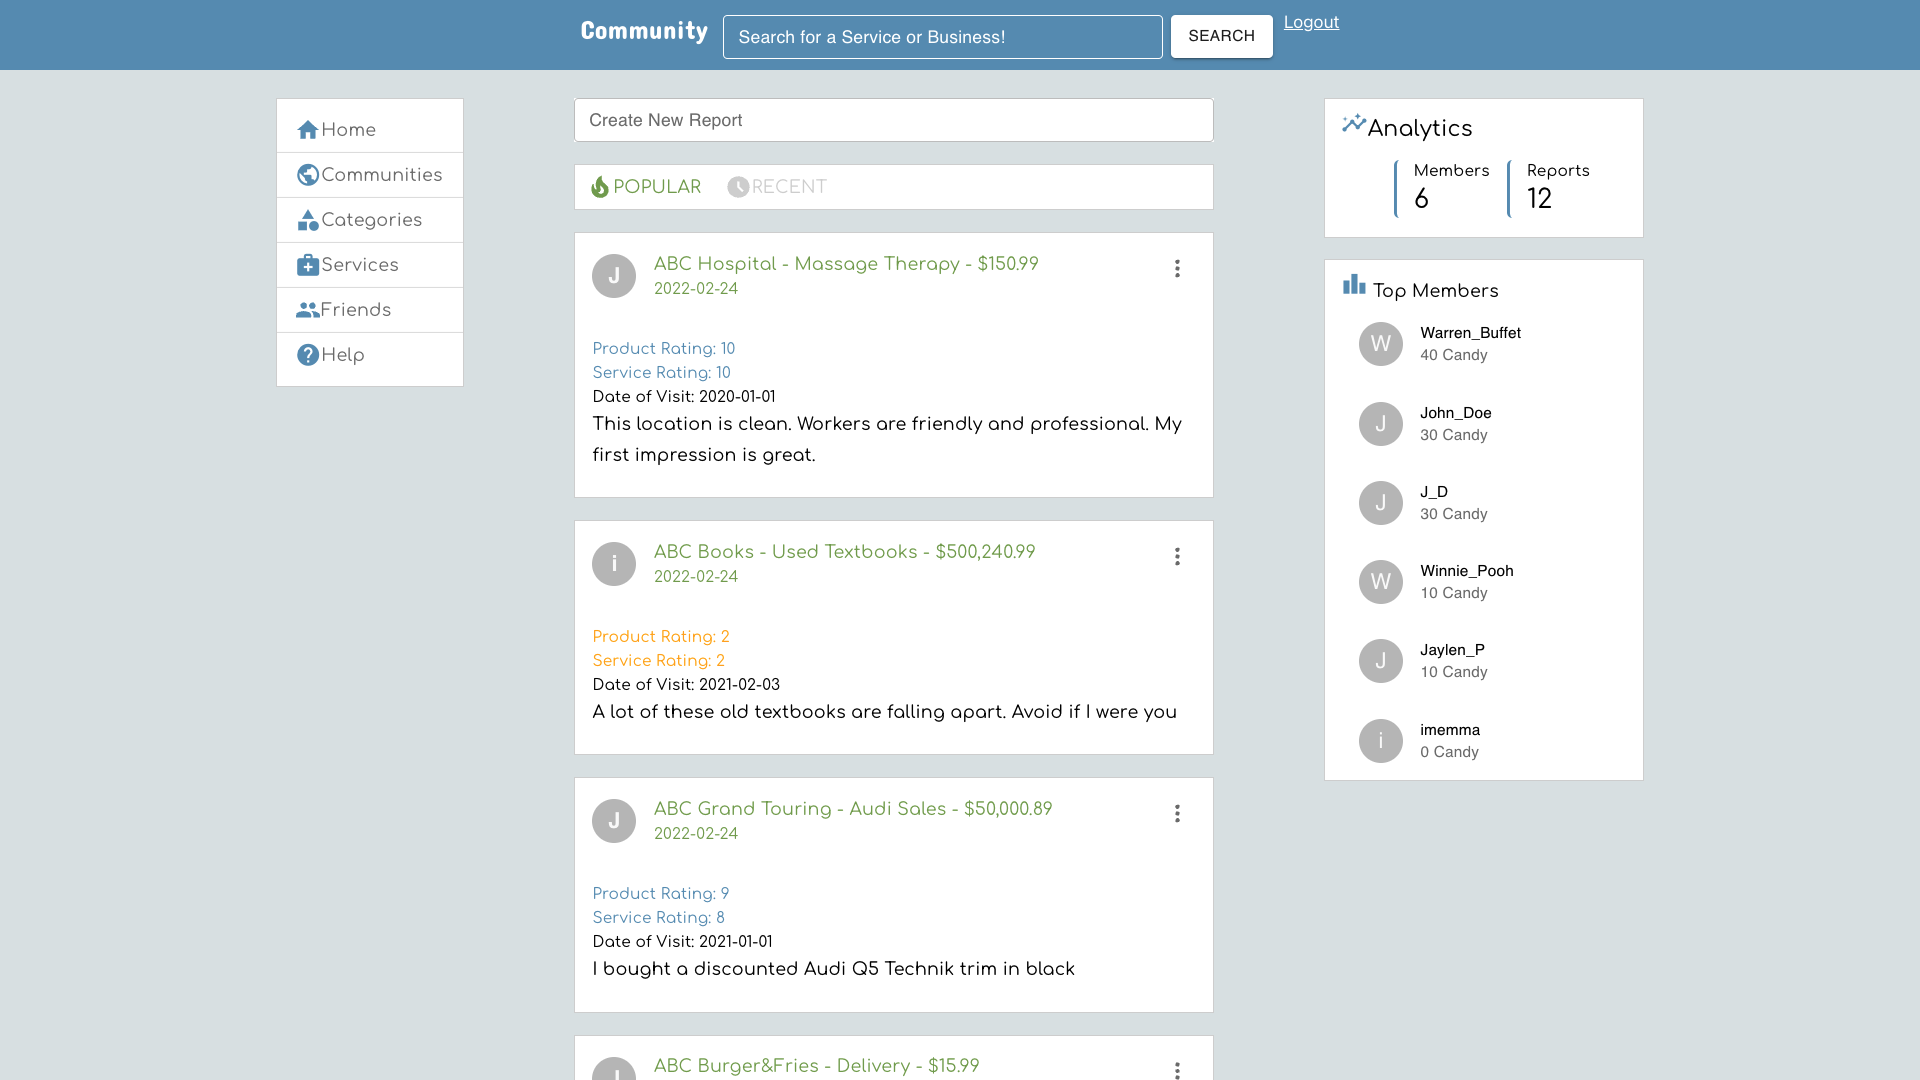 Community
Search for a Service or Business!
SEARCH
Logout
Home
Communities
Categories
Services
Friends
Help
Create New Report
POPULAR
RECENT
J
ABC Hospital - Massage Therapy - $150.99
2022-02-24
Product Rating: 10
Service Rating: 10
Date of Visit: 2020-01-01
This location is clean. Workers are friendly and professional. My
first impression is great.
i
ABC Books - Used Textbooks - $500,240.99
2022-02-24
Product Rating: 2
Service Rating: 2
Date of Visit: 2021-02-03
A lot of these old textbooks are falling apart. Avoid if I were you
J
ABC Grand Touring - Audi Sales - $50,000.89
2022-02-24
Product Rating: 9
Service Rating: 8
Date of Visit: 2021-01-01
I bought a discounted Audi Q5 Technik trim in black
ABC Burger&Fries - Delivery - $15.99
Analytics
Members
6
Reports
12
Top Members
W
Warren_Buffet
40 Candy
J
John_Doe
30 Candy
J
J_D
30 Candy
W
Winnie_Pooh
10 Candy
J
Jaylen_P
10 Candy
i
imemma
0 Candy